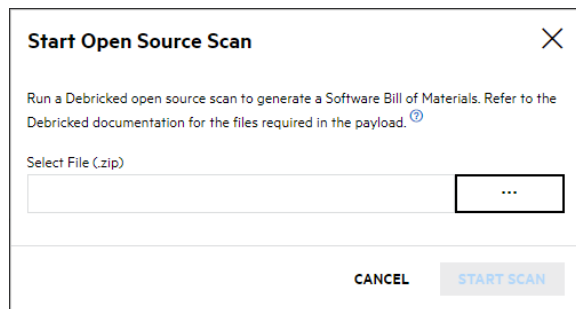 Start Open Source Scan
Run a Debricked open source scan to generate a Software Bill of Materials. Refer to the
Debricked documentation for the files required in the payload. ?
Select File (.zip)
...
CANCEL START SCAN